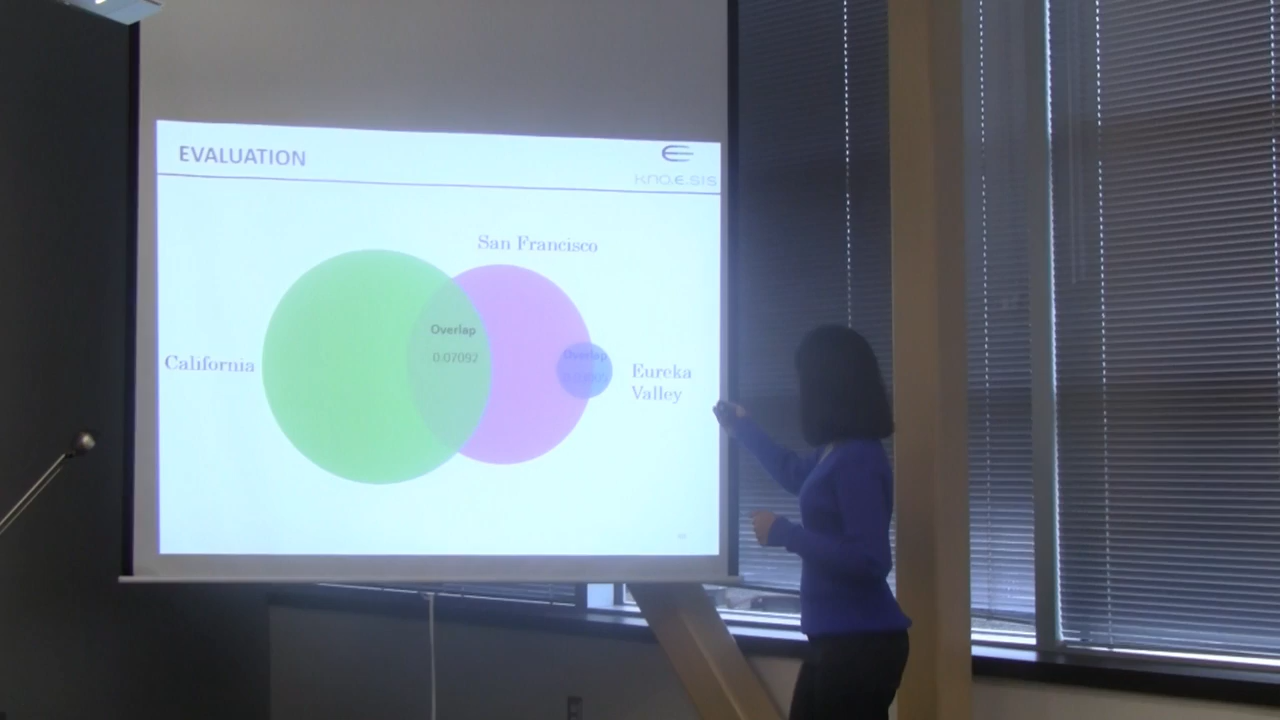 EVALUATION
kno.e.sis
San Francisco
Overlap
0.07092
California
Overlap
Eureka
Valley